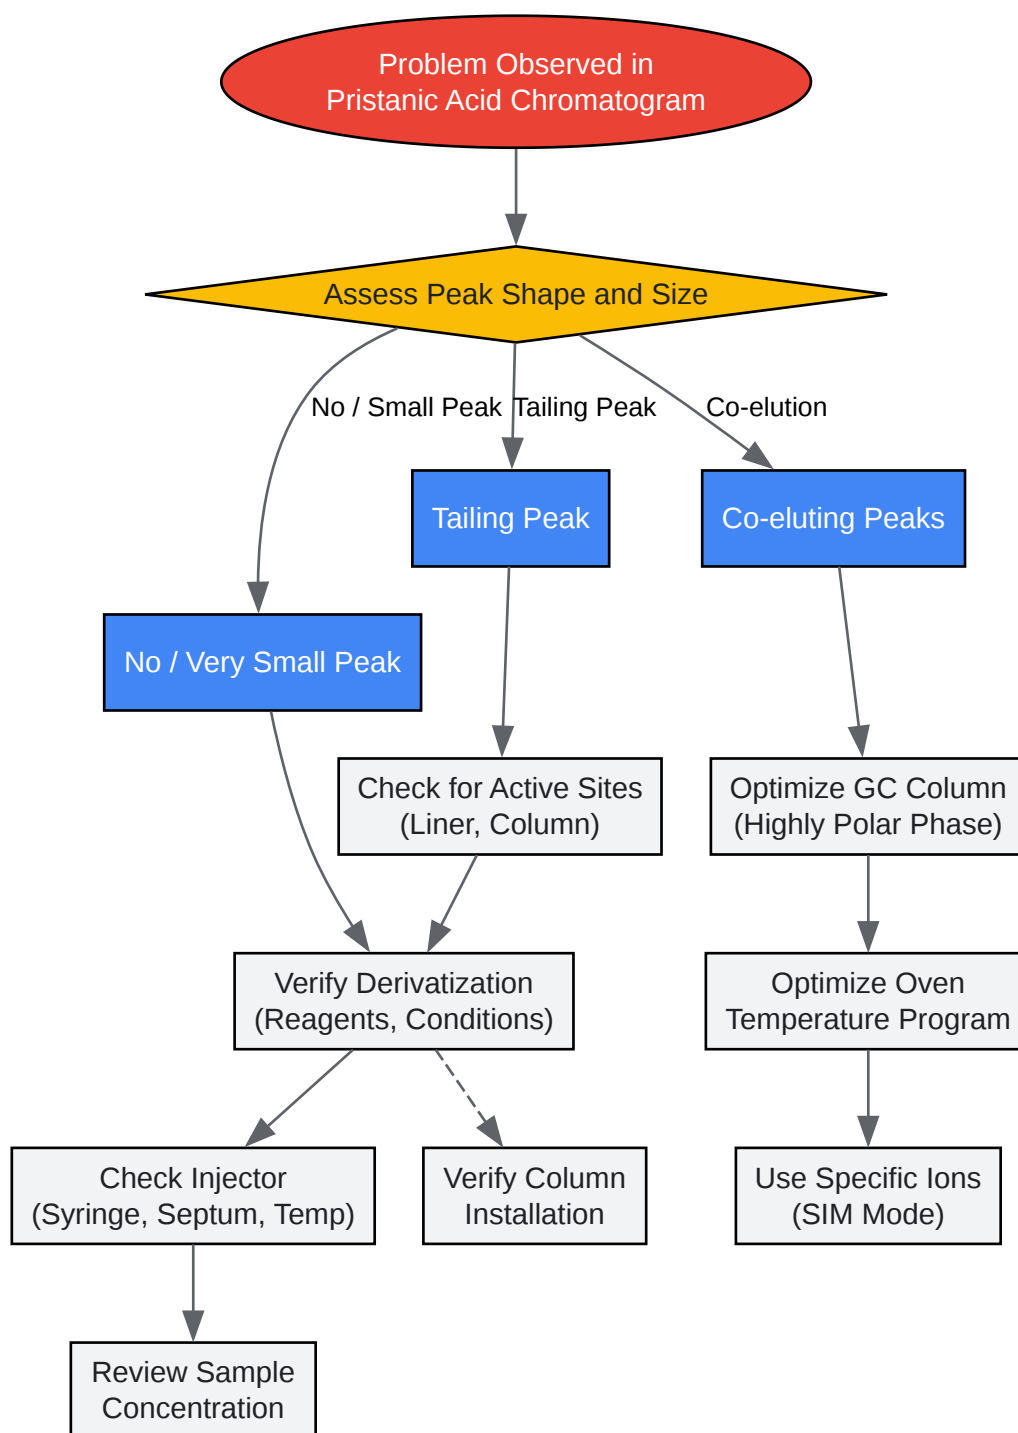 Problem Observed in
Pristanic Acid Chromatogram
Assess Peak Shape and Size
No / Small Peak
Tailing Peak
Co-elution
Tailing Peak
Co-eluting Peaks
No / Very Small Peak
Check for Active Sites
(Liner, Column)
Optimize GC Column
(Highly Polar Phase)
Verify Derivatization
(Reagents, Conditions)
Optimize Oven
Temperature Program
Check Injector
(Syringe, Septum, Temp)
Verify Column
Installation
Use Specific Ions
(SIM Mode)
Review Sample
Concentration